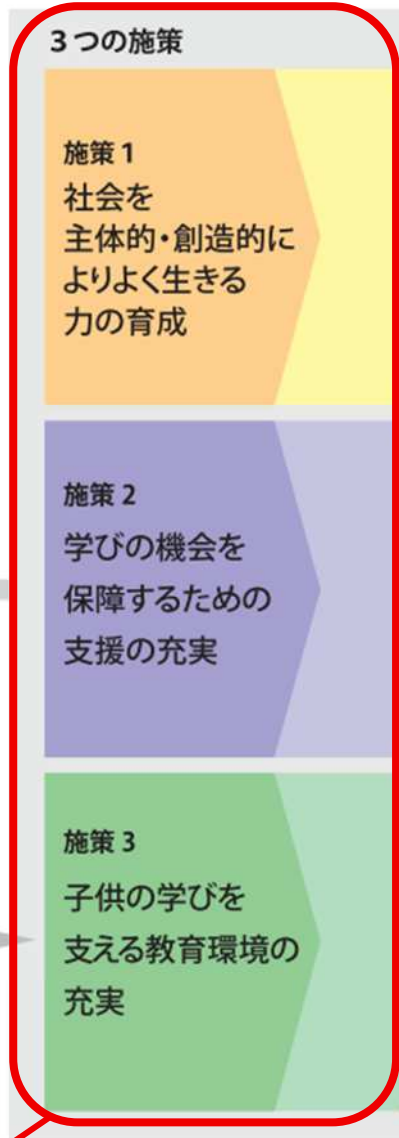 3つの施策
施策 1
社会を
主体的・創造的に
よりよく生きる
力の育成
施策 2
学びの機会を
保障するための
支援の充実
施策 3
子供の学びを
支える教育環境の
充実